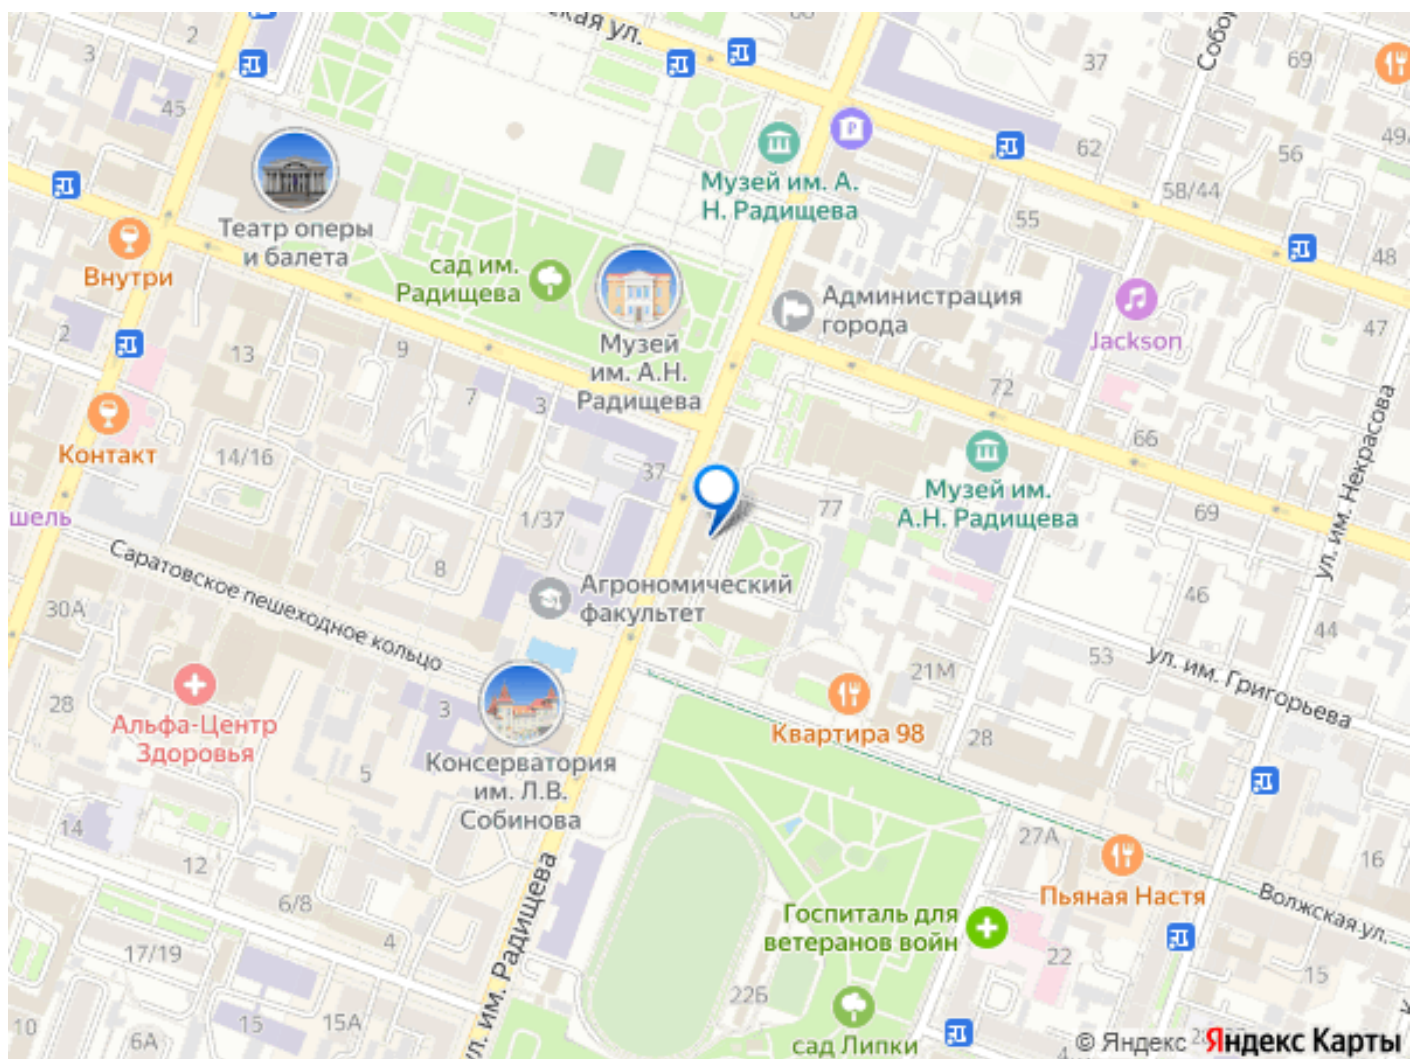 ская ул.
2
3
45
37
69
Собор
49А
62
56
58/44
55
48
47
Музей им. А.
Н. Радищева
Театр оперы
и балета
Внутри
сад им.
Радищева
Администрация
города
Jackson
Музей
им. А.Н.
Радищева
2
13
9
7
3
72
66
Контакт
14/16
37
77
Музей им.
А.Н. Радищева
69
ул. им. Некрасова
шель
1/37
8
Саратовское пешеходное кольцо
30А
Агрономический
факультет
46
44
53
21М
ул. им. Григорьева
28
Альфа-Центр
Здоровья
3
5
Квартира 98
28
Консерватория
им. Л.В.
Собинова
14
12
6/8
4
27А
16
Пьяная Настя
Волжская ул.
ул. им. Радищева
Госпиталь для
ветеранов войн
22
15
17/19
22Б
10
6А
15
15А
сад Липки
© Яндекс
Яндекс Карты